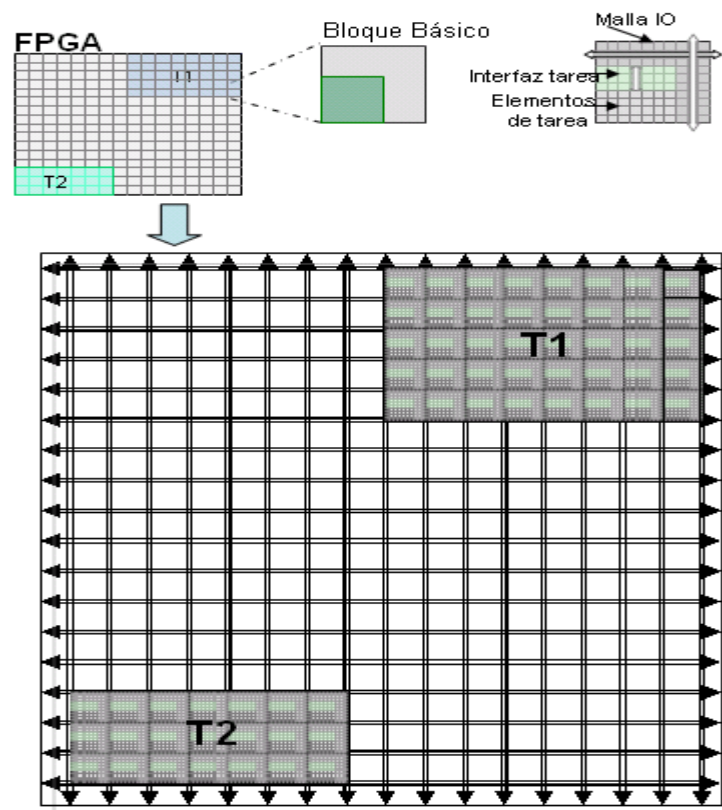 FPGA
T1
T2
Bloque Básico
Malla IO
Interfaz tarea
Elementos
de tarea
T1
T2